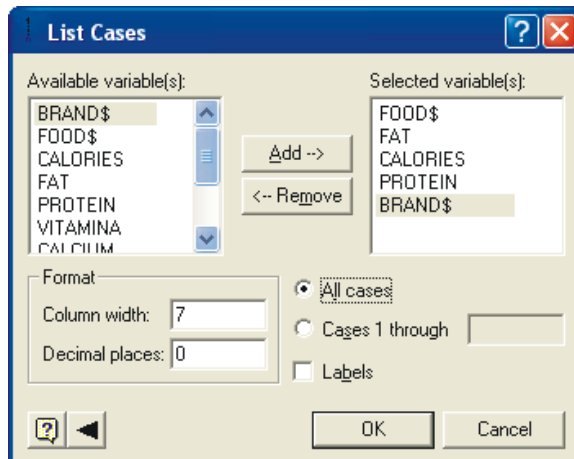 List Cases
Available variable(s):
BRAND$
FOOD$
CALORIES
FAT
PROTEIN
VITAMINA
CALCIUM
Add -->
<-- Remove
Selected variable(s):
FOOD$
FAT
CALORIES
PROTEIN
BRAND$
Format
Column width: 7
Decimal places: 0
All cases
Cases 1 through
Labels
OK
Cancel